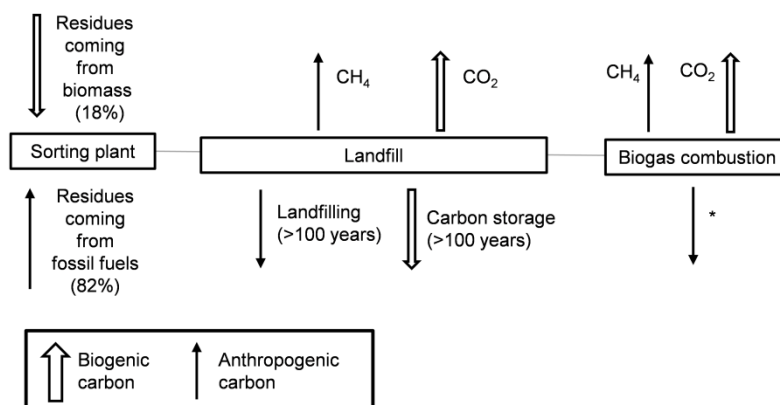 Residues
coming
from
biomass
(18%)
CH₄
CO₂
CH₄
CO₂
Sorting plant
Landfill
Biogas combustion
Residues
coming
from
fossil fuels
(82%)
Landfilling
(>100 years)
Carbon storage
(>100 years)
*
Biogenic
carbon
Anthropogenic
carbon